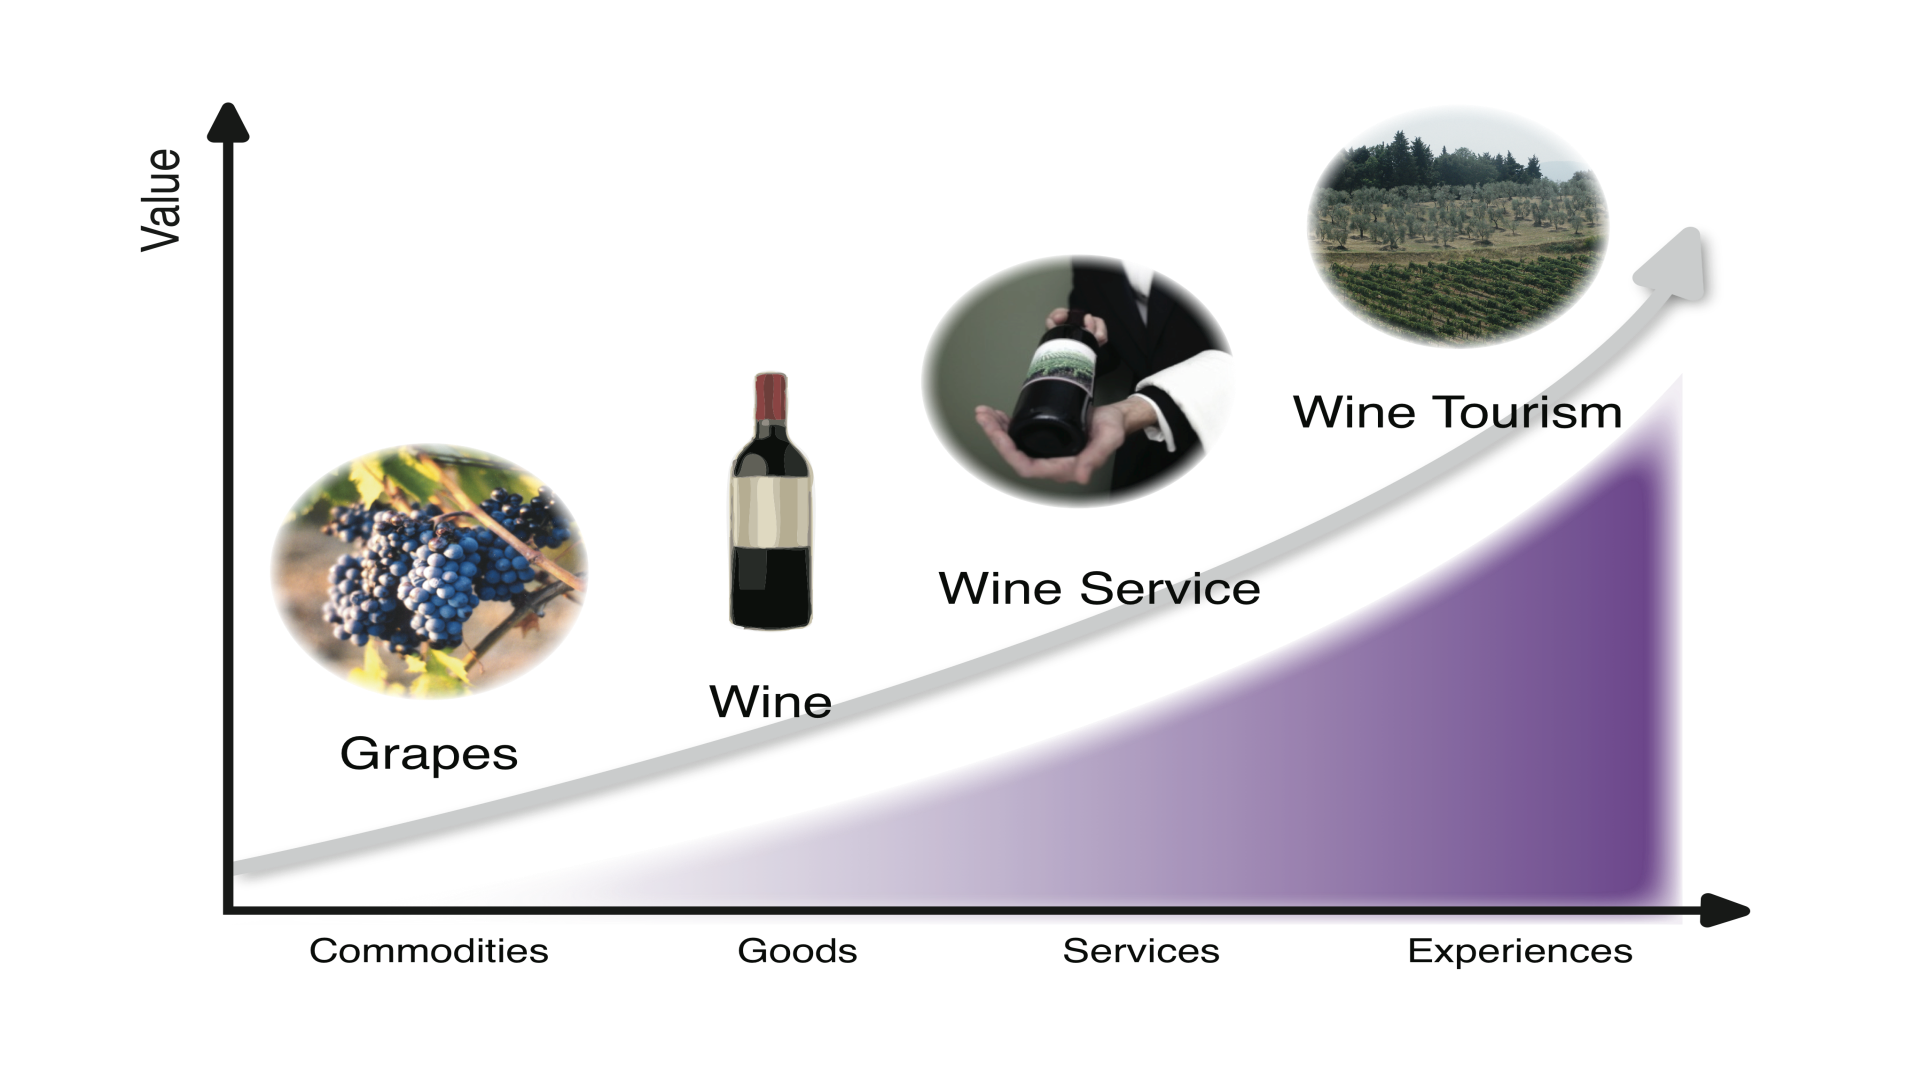 Value
Wine Tourism
Wine Service
Wine
Grapes
Commodities
Goods
Services
Experiences